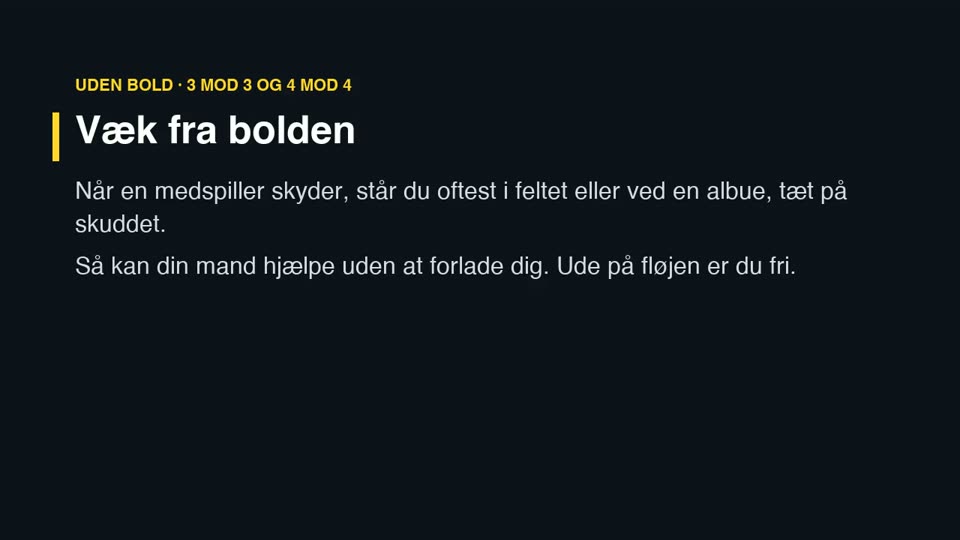 UDEN BOLD · 3 MOD 3 OG 4 MOD 4
Væk fra bolden
Når en medspiller skyder, står du oftest i feltet eller ved en albue, tæt på
skuddet.
Så kan din mand hjælpe uden at forlade dig. Ude på fløjen er du fri.